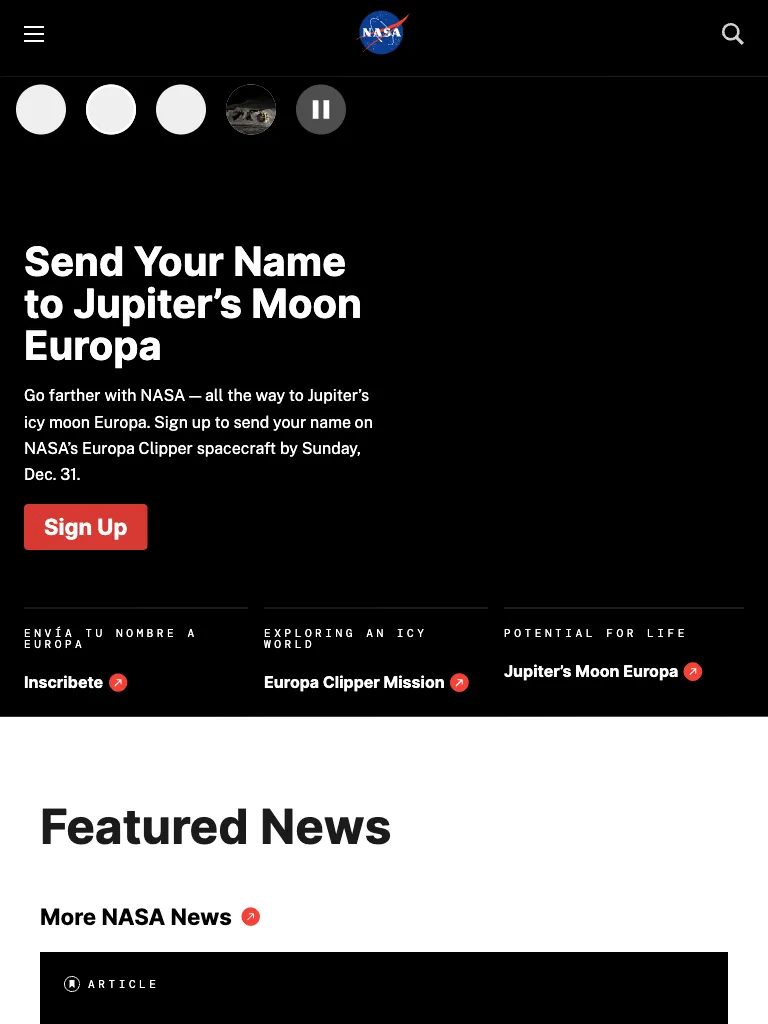 NASA
Send Your Name
to Jupiter’s Moon
Europa
Go farther with NASA — all the way to Jupiter’s
icy moon Europa. Sign up to send your name on
NASA’s Europa Clipper spacecraft by Sunday,
Dec. 31.
Sign Up
ENVÍA TU NOMBRE A
EUROPA
Inscribete
EXPLORING AN ICY
WORLD
Europa Clipper Mission
POTENTIAL FOR LIFE
Jupiter’s Moon Europa
Featured News
More NASA News
ARTICLE